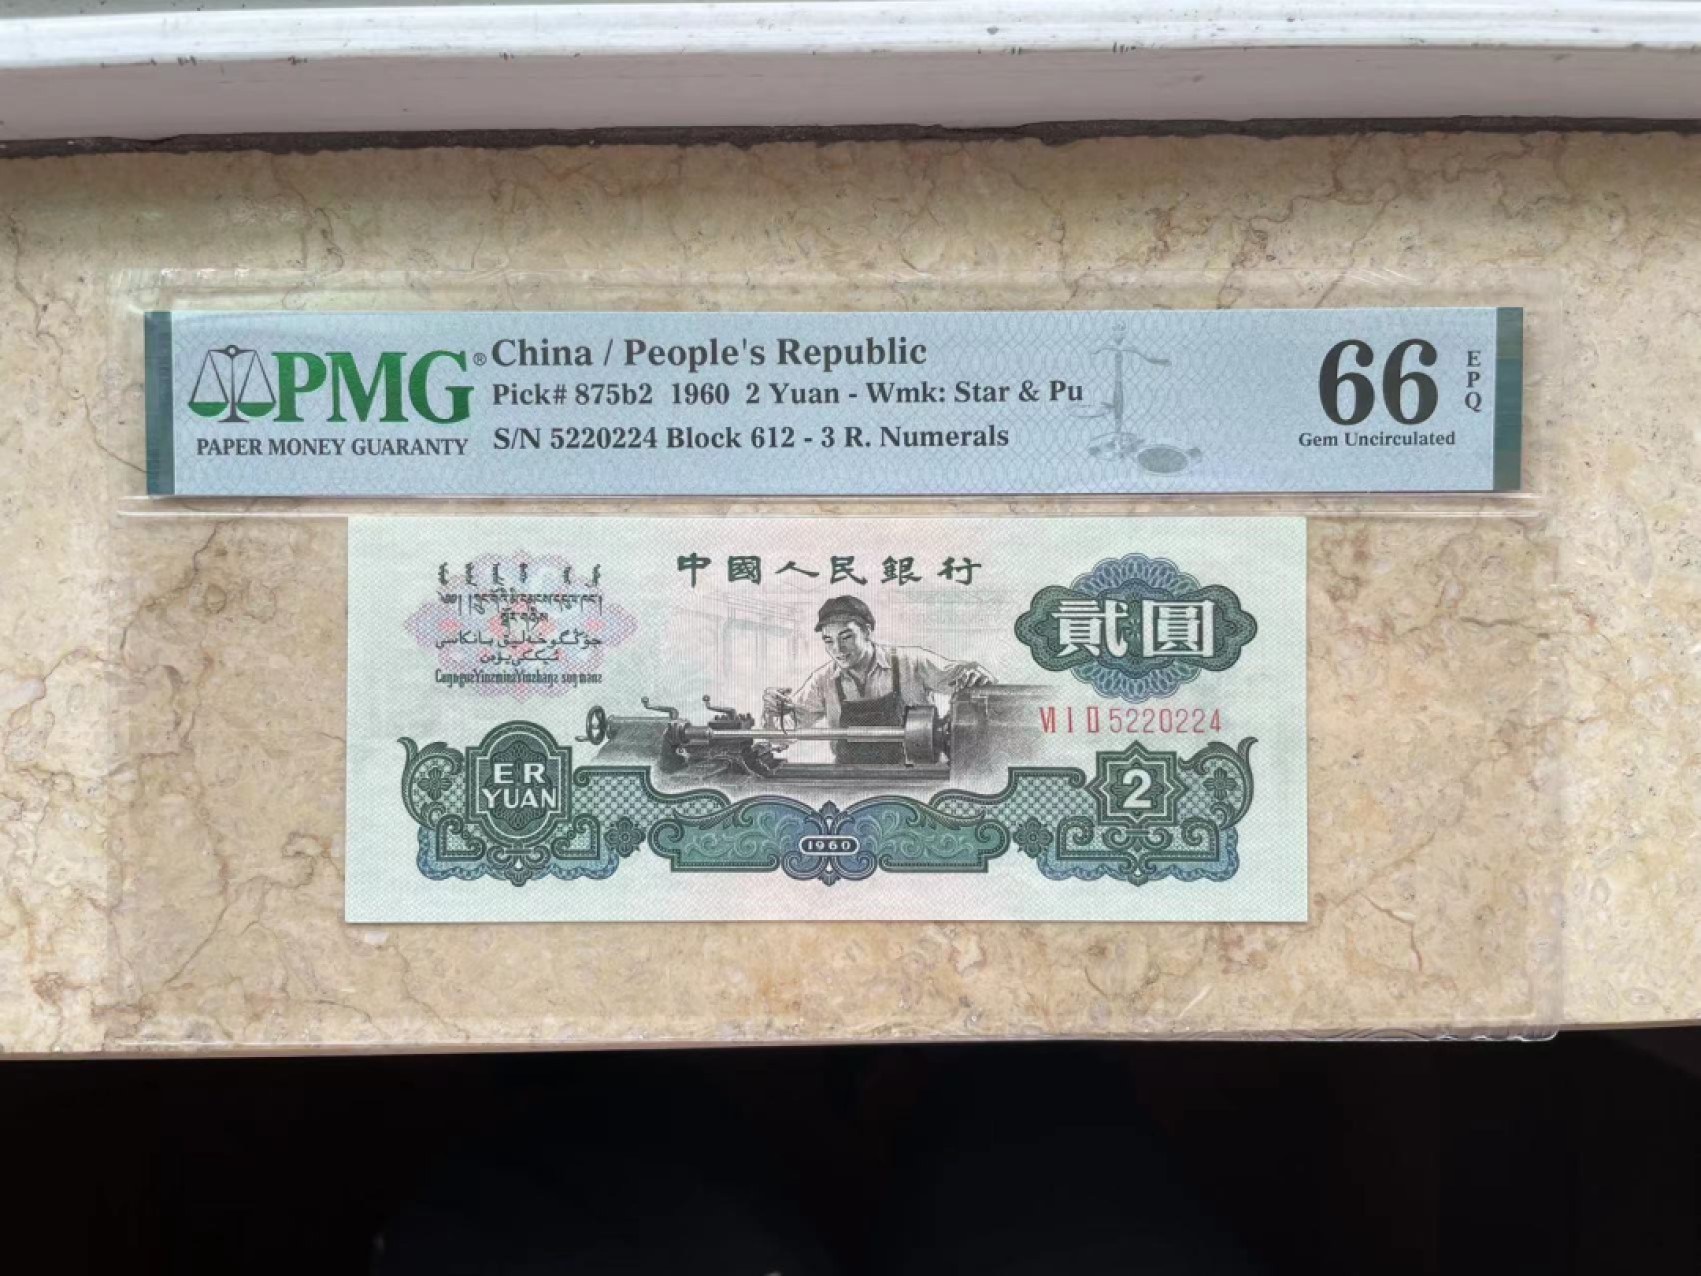 PMG®
PAPER MONEY GUARANTY
China / People's Republic
Pick# 875b2 1960 2 Yuan - Wmk: Star & Pu
S/N 5220224 Block 612 - 3 R. Numerals
66
EPQ
Gem Uncirculated
中國人民銀行
貳圓
VI I II 5220224
ER
YUAN
2
1960